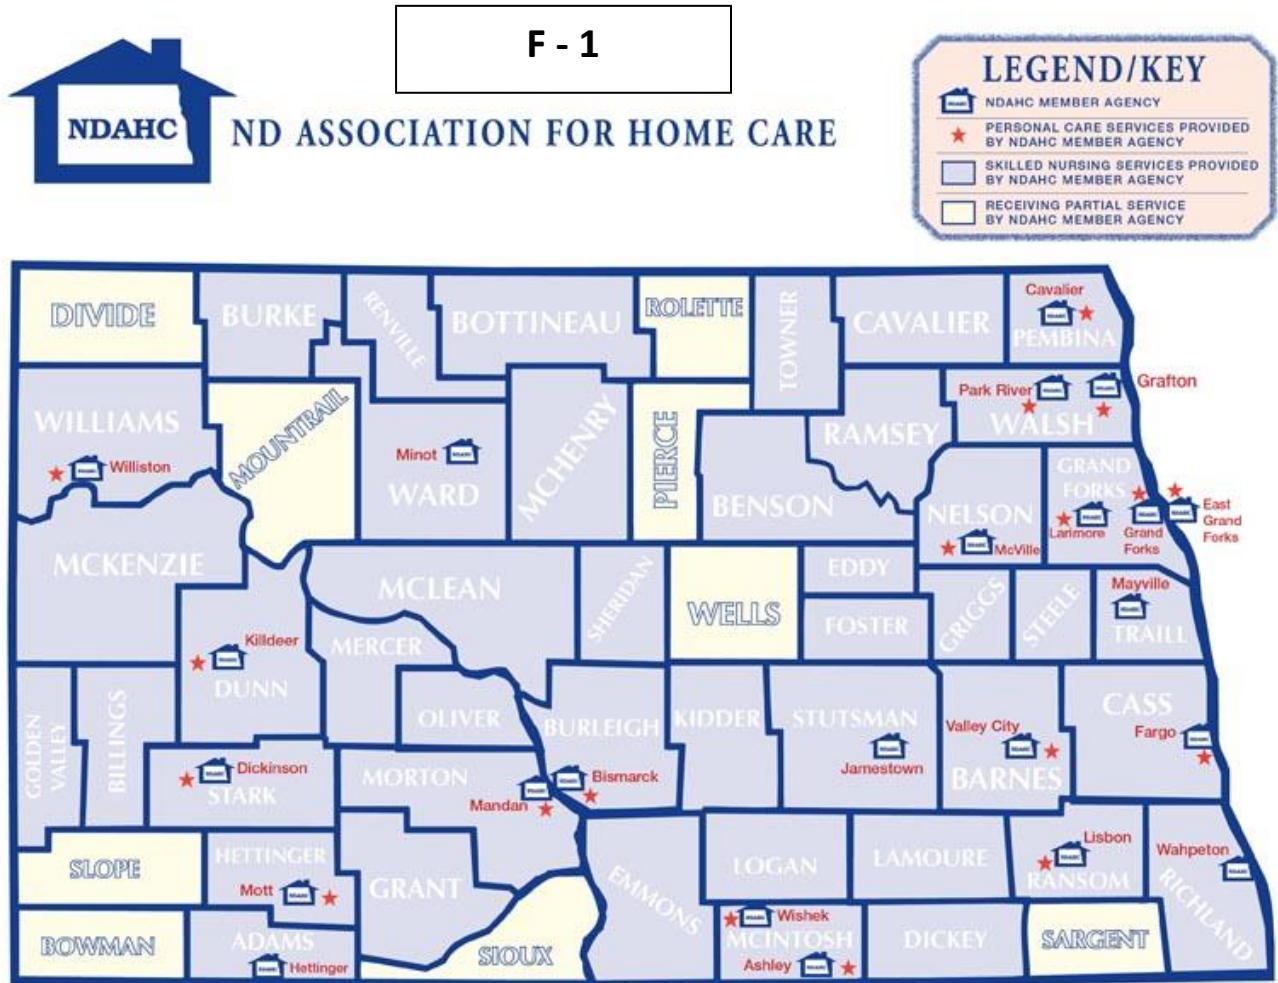 F - 1
NDAHC
ND ASSOCIATION FOR HOME CARE
LEGEND/KEY
NDAHC MEMBER AGENCY
PERSONAL CARE SERVICES PROVIDED
BY NDAHC MEMBER AGENCY
SKILLED NURSING SERVICES PROVIDED
BY NDAHC MEMBER AGENCY
RECEIVING PARTIAL SERVICE
BY NDAHC MEMBER AGENCY
DIVIDE
BURKE
RENVILLE
BOTTINEAU
ROLETTE
TOWNER
CAVALIER
Cavalier
PEMBINA
WILLIAMS
Williston
MOUNTRAIL
Minot
WARD
MCHENRY
PIERCE
BENSON
RAMSEY
Park River
Grafton
WALSH
NELSON
McVille
GRAND
FORKS
Larimore
Grand
Forks
East
Grand
Forks
MCKENZIE
MCLEAN
SHERIDAN
WELLS
EDDY
FOSTER
GRIGGS
STEELE
Mayville
TRAILL
Killdeer
DUNN
MERCER
OLIVER
BURLEIGH
KIDDER
STUTSMAN
Jamestown
Valley City
BARNES
CASS
Fargo
GOLDEN
VALLEY
BILLINGS
Dickinson
STARK
MORTON
Mandan
Bismarck
SLOPE
HETTINGER
Mott
GRANT
EMMONS
LOGAN
LAMOURE
Lisbon
RANSOM
Wahpeton
RICHLAND
BOWMAN
ADAMS
Hettinger
SIOUX
Wishek
MCINTOSH
Ashley
DICKEY
SARGENT